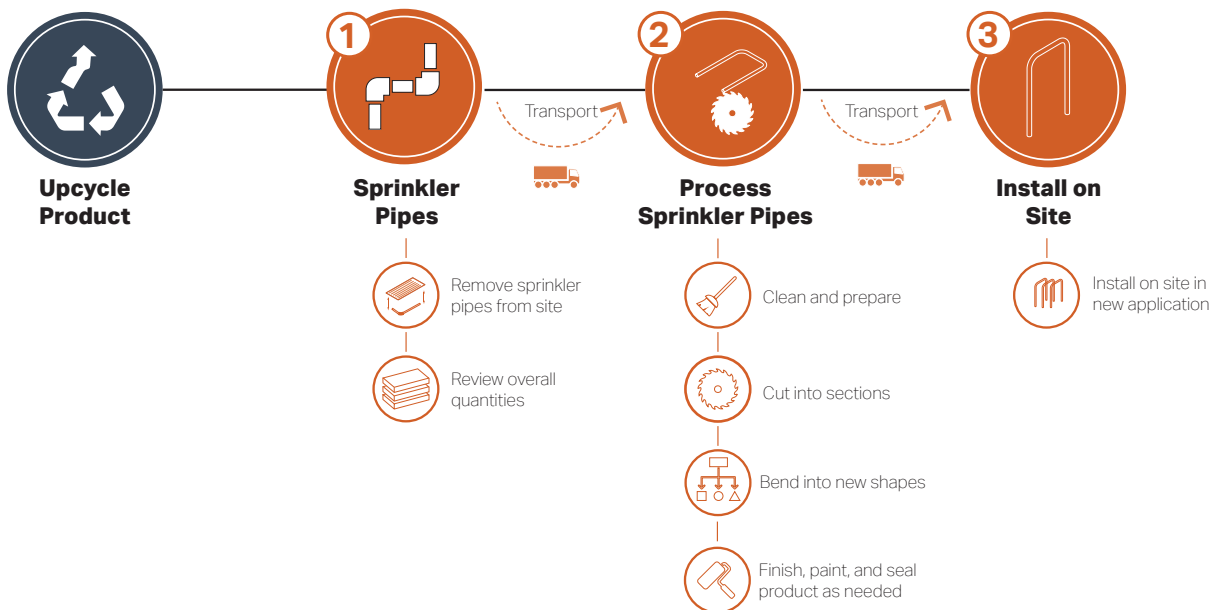 1
2
3
Transport
Transport
Upcycle
Product
Sprinkler
Pipes
Process
Sprinkler Pipes
Install on
Site
Remove sprinkler
pipes from site
Review overall
quantities
Clean and prepare
Cut into sections
Bend into new shapes
Finish, paint, and seal
product as needed
Install on site in
new application